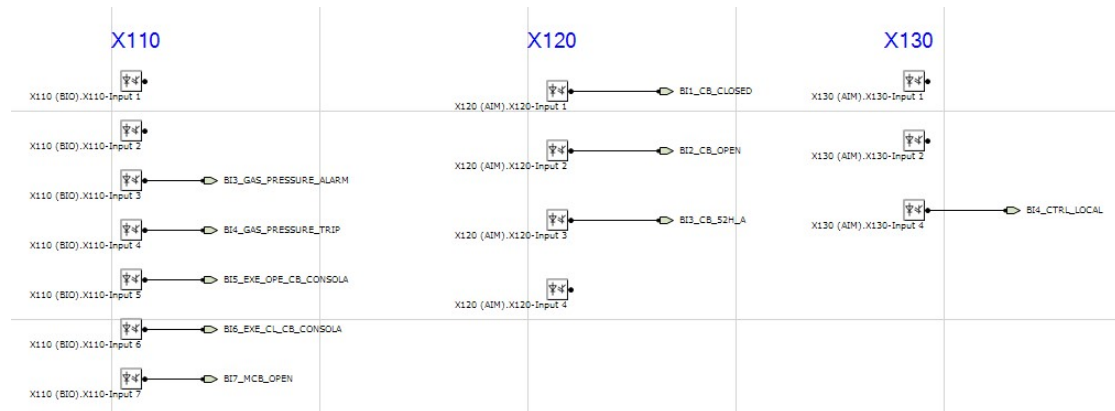 X110
X110 (BIO).X110-Input 1
X110 (BIO).X110-Input 2
BI3_GAS_PRESSURE_ALARM
X110 (BIO).X110-Input 3
BI4_GAS_PRESSURE_TRIP
X110 (BIO).X110-Input 4
BI5_EXE_OPE_CB_CONSOLA
X110 (BIO).X110-Input 5
BI6_EXE_CL_CB_CONSOLA
X110 (BIO).X110-Input 6
BI7_MCB_OPEN
X110 (BIO).X110-Input 7
X120
BI1_CB_CLOSED
X120 (AIM).X120-Input 1
BI2_CB_OPEN
X120 (AIM).X120-Input 2
BI3_CB_52H_A
X120 (AIM).X120-Input 3
X120 (AIM).X120-Input 4
X130
X130 (AIM).X130-Input 1
X130 (AIM).X130-Input 2
BI4_CTRL_LOCAL
X130 (AIM).X130-Input 4